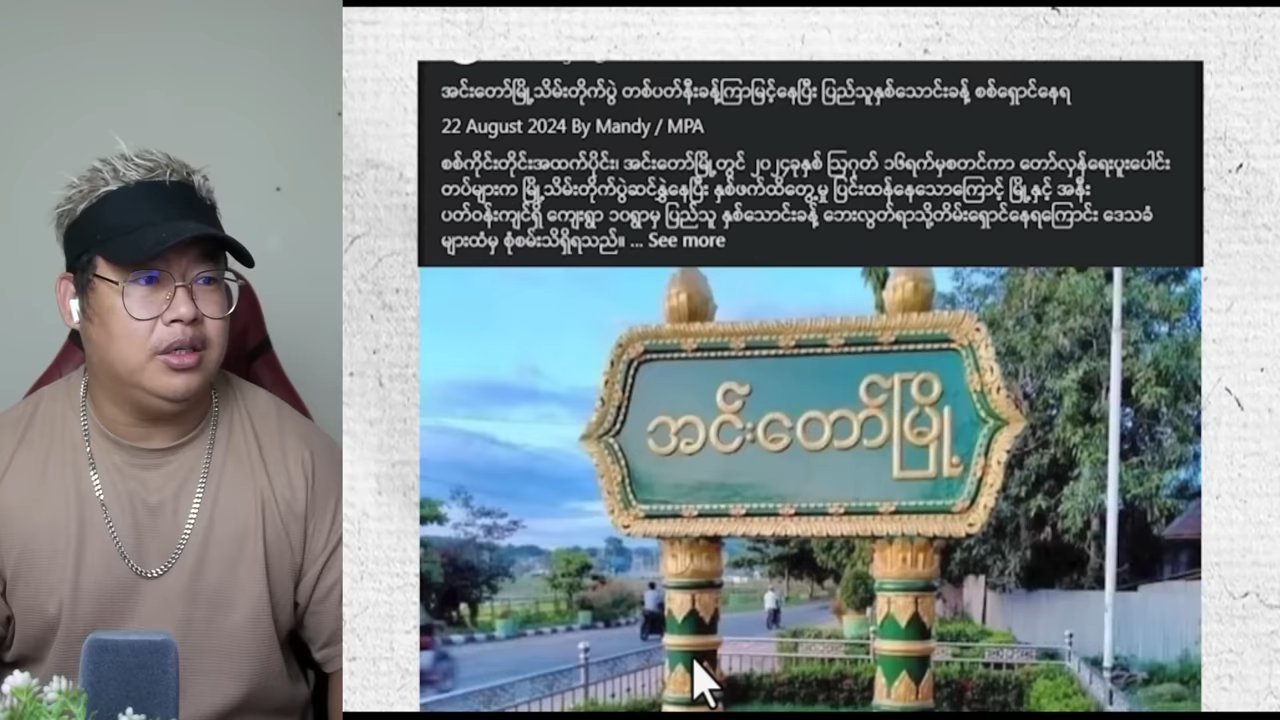 အင်းတော်မြို့သိမ်းတိုက်ပွဲ တစ်ပတ်နီးခန့်ကြာမြင့်နေပြီး ပြည်သူနှစ်သောင်းခန့် စစ်ရှောင်နေရ
22 August 2024 By Mandy / MPA
စစ်ကိုင်းတိုင်းအထက်ပိုင်း၊ အင်းတော်မြို့တွင် ၂၀၂၄ခုနှစ် ဩဂုတ် ၁၆ရက်မှစတင်ကာ တော်လှန်ရေးပူးပေါင်း
တပ်များက မြို့သိမ်းတိုက်ပွဲဆင်နွှဲနေပြီး နှစ်ဖက်ထိတွေ့မှု ပြင်းထန်နေသောကြောင့် မြို့နှင့် အနီး
ပတ်ဝန်းကျင်ရှိ ကျေးရွာ ၁၀ရွာမှ ပြည်သူ နှစ်သောင်းခန့် ဘေးလွတ်ရာသို့တိမ်းရှောင်နေရကြောင်း ဒေသခံ
များထံမှ စုံစမ်းသိရှိရသည်။ ... See more
အင်းတော်မြို့